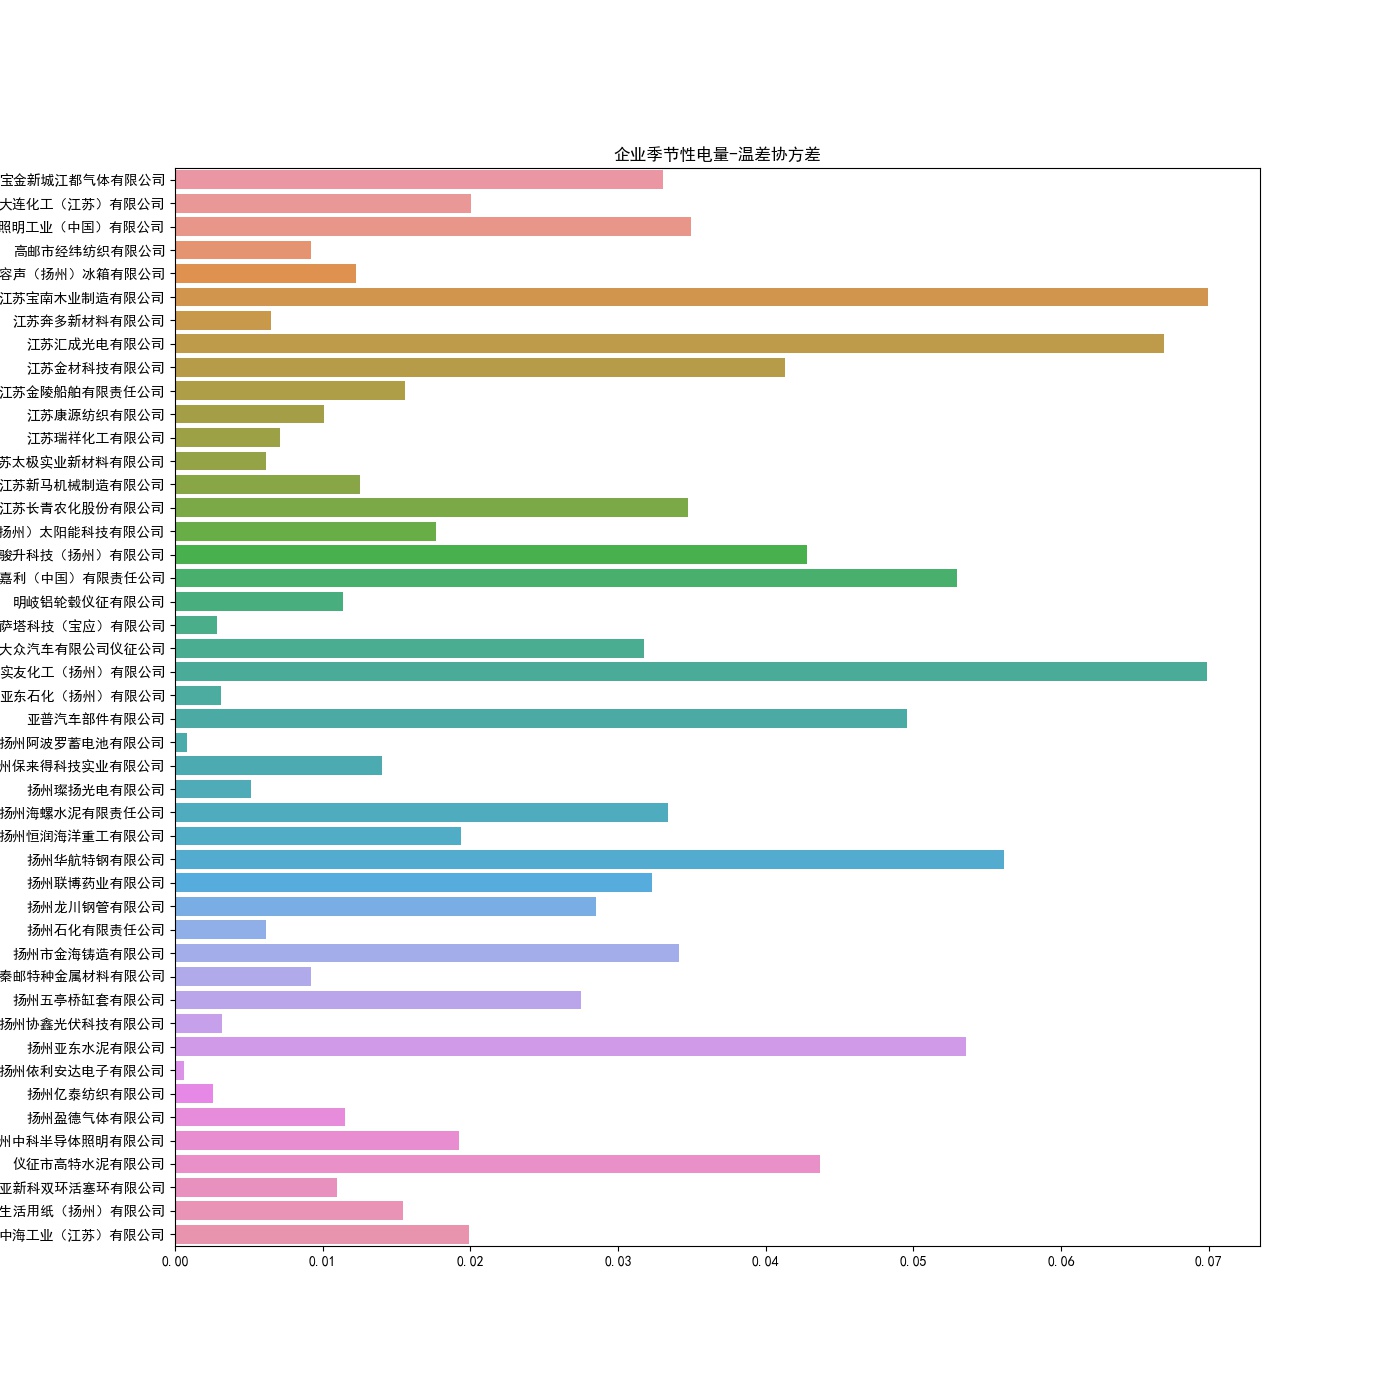 企业季节性电量-温差协方差
宝金新城江都气体有限公司
大连化工（江苏）有限公司
照明工业（中国）有限公司
高邮市经纬纺织有限公司
容声（扬州）冰箱有限公司
江苏宝南木业制造有限公司
江苏奔多新材料有限公司
江苏汇成光电有限公司
江苏金材科技有限公司
江苏金陵船舶有限责任公司
江苏康源纺织有限公司
江苏瑞祥化工有限公司
苏太极实业新材料有限公司
江苏新马机械制造有限公司
江苏长青农化股份有限公司
扬州）太阳能科技有限公司
骏升科技（扬州）有限公司
嘉利（中国）有限责任公司
明岐铝轮毂仪征有限公司
萨塔科技（宝应）有限公司
大众汽车有限公司仪征公司
实友化工（扬州）有限公司
亚东石化（扬州）有限公司
亚普汽车部件有限公司
扬州阿波罗蓄电池有限公司
州保来得科技实业有限公司
扬州璨扬光电有限公司
扬州海螺水泥有限责任公司
扬州恒润海洋重工有限公司
扬州华航特钢有限公司
扬州联博药业有限公司
扬州龙川钢管有限公司
扬州石化有限责任公司
扬州市金海铸造有限公司
秦邮特种金属材料有限公司
扬州五亭桥缸套有限公司
扬州协鑫光伏科技有限公司
扬州亚东水泥有限公司
扬州依利安达电子有限公司
扬州亿泰纺织有限公司
扬州盈德气体有限公司
州中科半导体照明有限公司
仪征市高特水泥有限公司
亚新科双环活塞环有限公司
生活用纸（扬州）有限公司
中海工业（江苏）有限公司
0.00 0.01 0.02 0.03 0.04 0.05 0.06 0.07